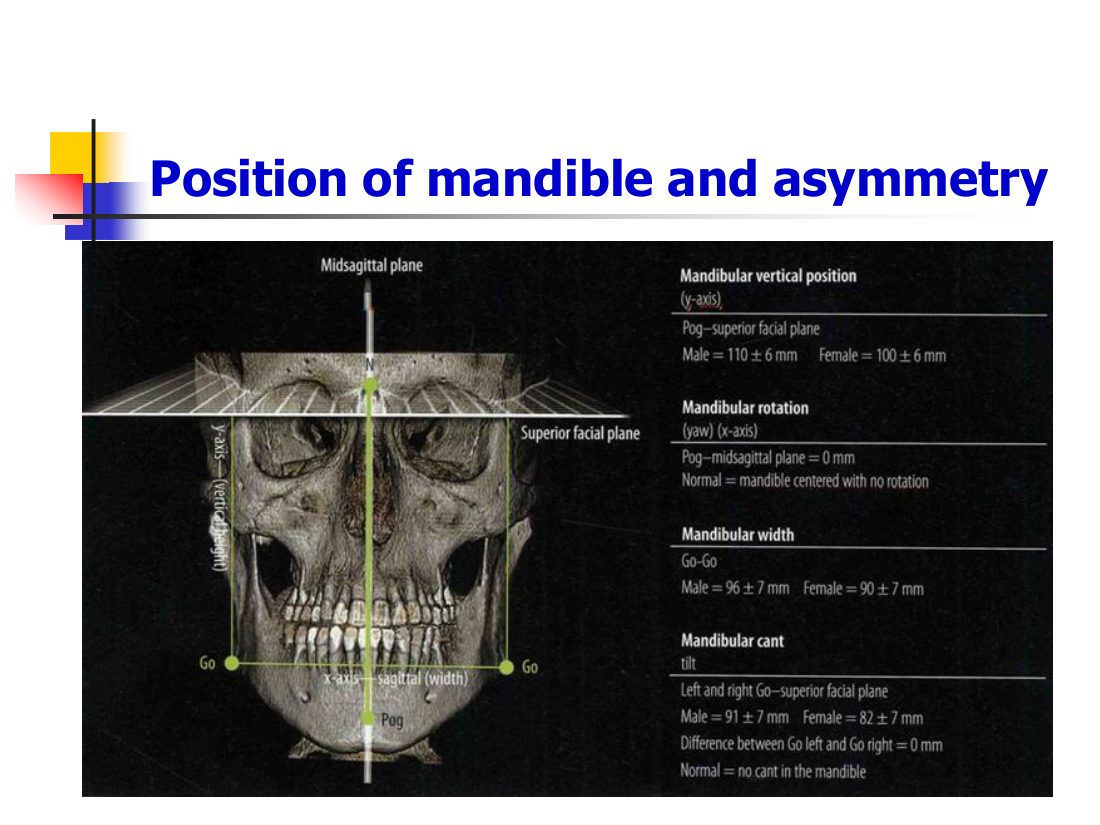 Position of mandible and asymmetry
Midsagittal plane
N
Superior facial plane
y-axis — (vertical height)
Go
Go
x-axis — sagittal (width)
Pog
Mandibular vertical position
(y-axis)
Pog–superior facial plane
Male = 110 ± 6 mm Female = 100 ± 6 mm
Mandibular rotation
(yaw) (x-axis)
Pog–midsagittal plane = 0 mm
Normal = mandible centered with no rotation
Mandibular width
Go-Go
Male = 96 ± 7 mm Female = 90 ± 7 mm
Mandibular cant
tilt
Left and right Go–superior facial plane
Male = 91 ± 7 mm Female = 82 ± 7 mm
Difference between Go left and Go right = 0 mm
Normal = no cant in the mandible